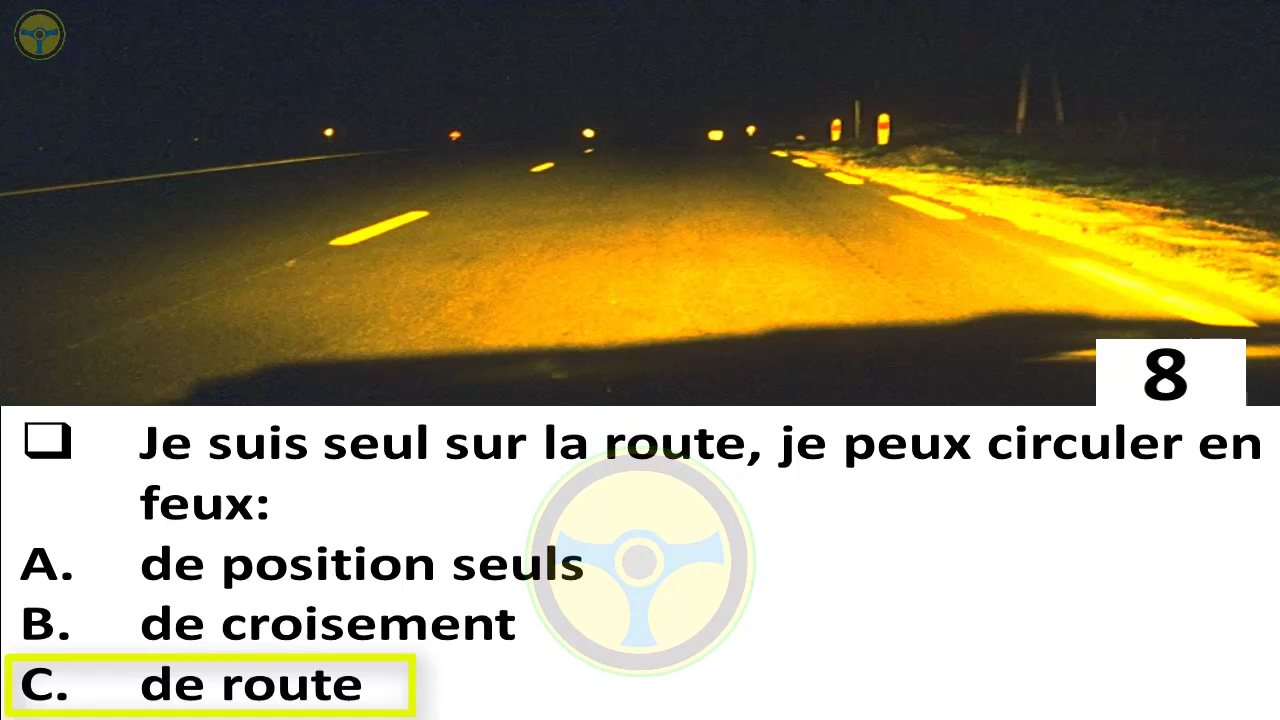 8
❑ Je suis seul sur la route, je peux circuler en
feux:
A. de position seuls
B. de croisement
C. de route